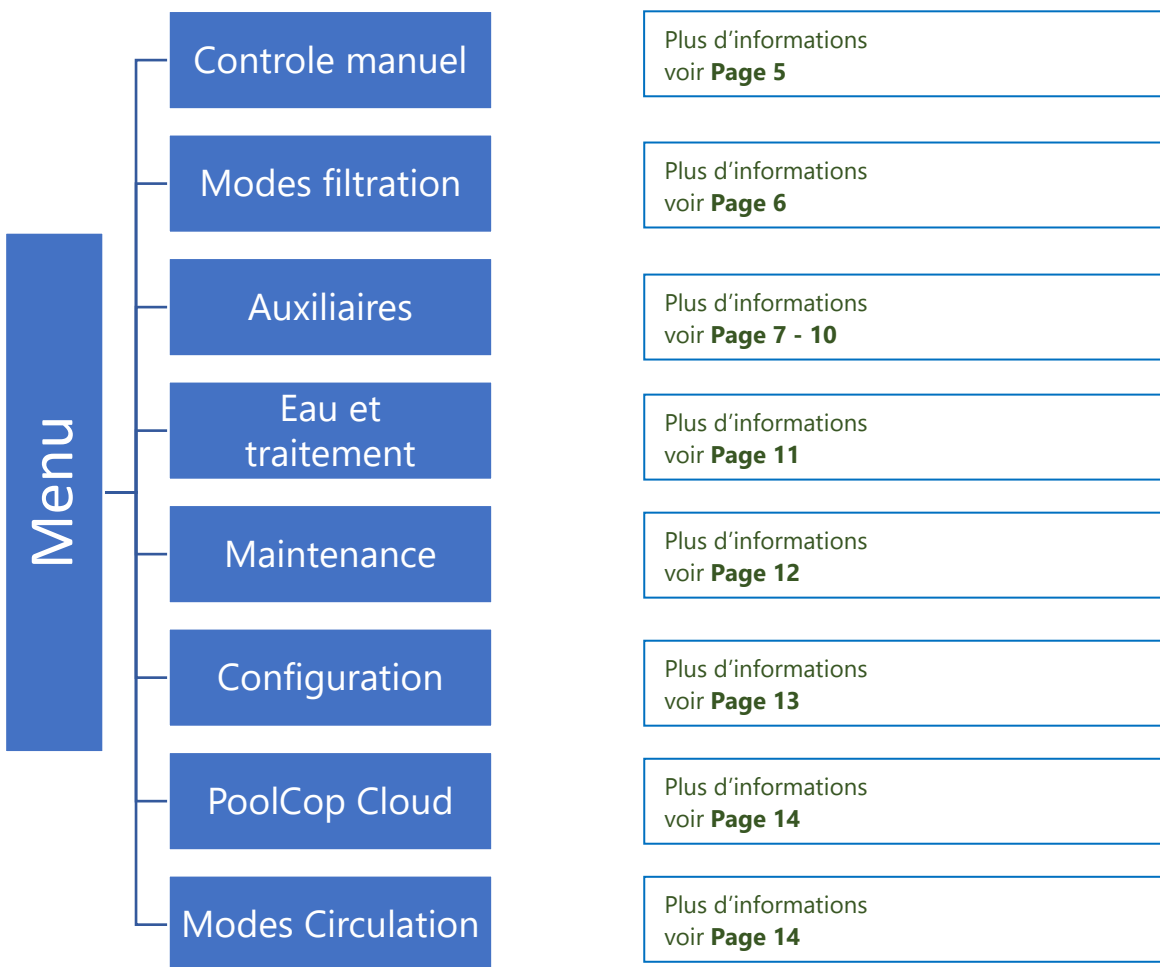 Menu
Controle manuel
Plus d’informations
voir Page 5
Modes filtration
Plus d’informations
voir Page 6
Auxiliaires
Plus d’informations
voir Page 7 - 10
Eau et
traitement
Plus d’informations
voir Page 11
Maintenance
Plus d’informations
voir Page 12
Configuration
Plus d’informations
voir Page 13
PoolCop Cloud
Plus d’informations
voir Page 14
Modes Circulation
Plus d’informations
voir Page 14